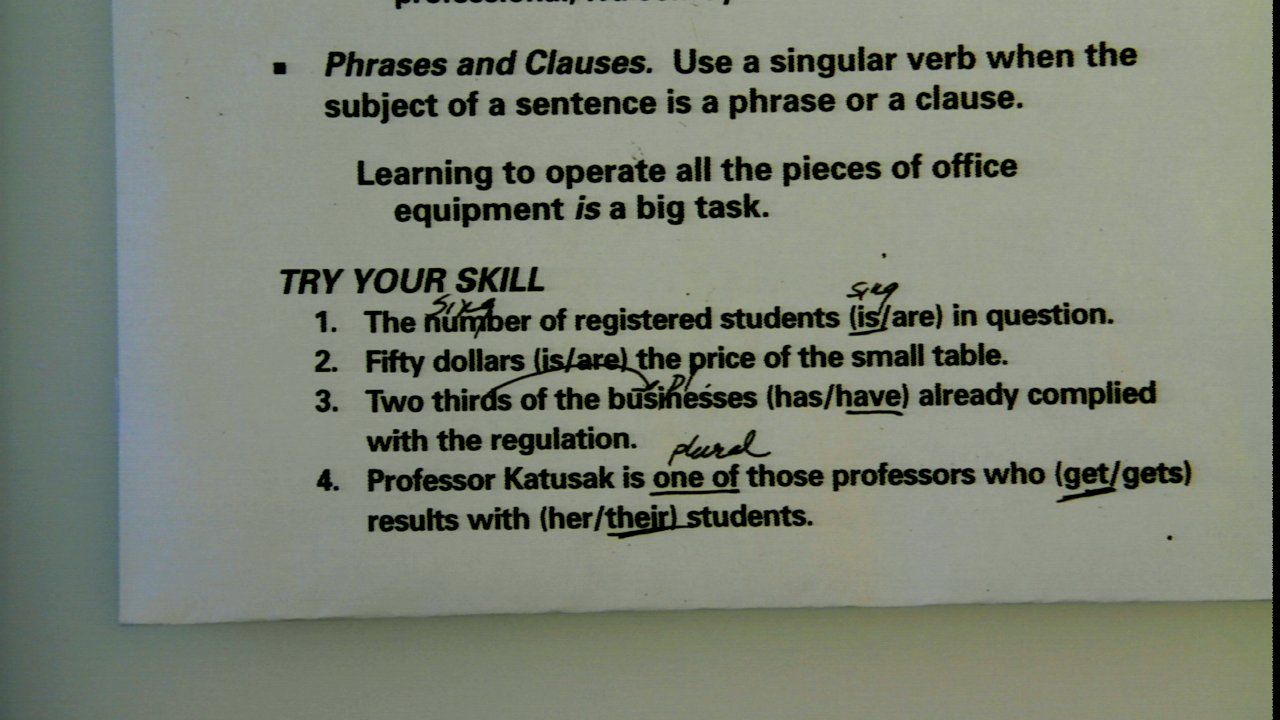 ▪ Phrases and Clauses. Use a singular verb when the
subject of a sentence is a phrase or a clause.
Learning to operate all the pieces of office
equipment is a big task.
TRY YOUR SKILL
sing sing
1. The number of registered students (is/are) in question.
2. Fifty dollars (is/are) the price of the small table.
pl
3. Two thirds of the businesses (has/have) already complied
with the regulation.
plural
4. Professor Katusak is one of those professors who (get/gets)
results with (her/their) students.